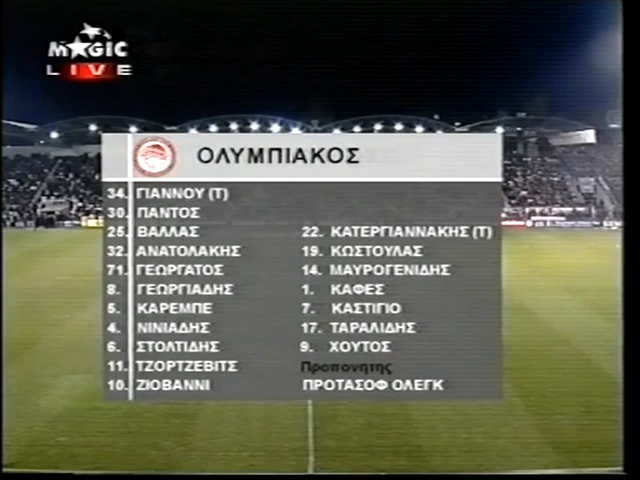 MAGIC
LIVE
ΟΛΥΜΠΙΑΚΟΣ
34. ΓΙΑΝΝΟΥ (Τ)
30. ΠΑΝΤΟΣ
25. ΒΑΛΛΑΣ
32. ΑΝΑΤΟΛΑΚΗΣ
71. ΓΕΩΡΓΑΤΟΣ
8. ΓΕΩΡΓΙΑΔΗΣ
5. ΚΑΡΕΜΠΕ
4. ΝΙΝΙΑΔΗΣ
6. ΣΤΟΛΤΙΔΗΣ
11. ΤΖΟΡΤΖΕΒΙΤΣ
10. ΖΙΟΒΑΝΝΙ
22. ΚΑΤΕΡΓΙΑΝΝΑΚΗΣ (Τ)
19. ΚΩΣΤΟΥΛΑΣ
14. ΜΑΥΡΟΓΕΝΙΔΗΣ
1. ΚΑΦΕΣ
7. ΚΑΣΤΙΓΙΟ
17. ΤΑΡΑΛΙΔΗΣ
9. ΧΟΥΤΟΣ
Προπονητης
ΠΡΟΤΑΣΟΦ ΟΛΕΓΚ